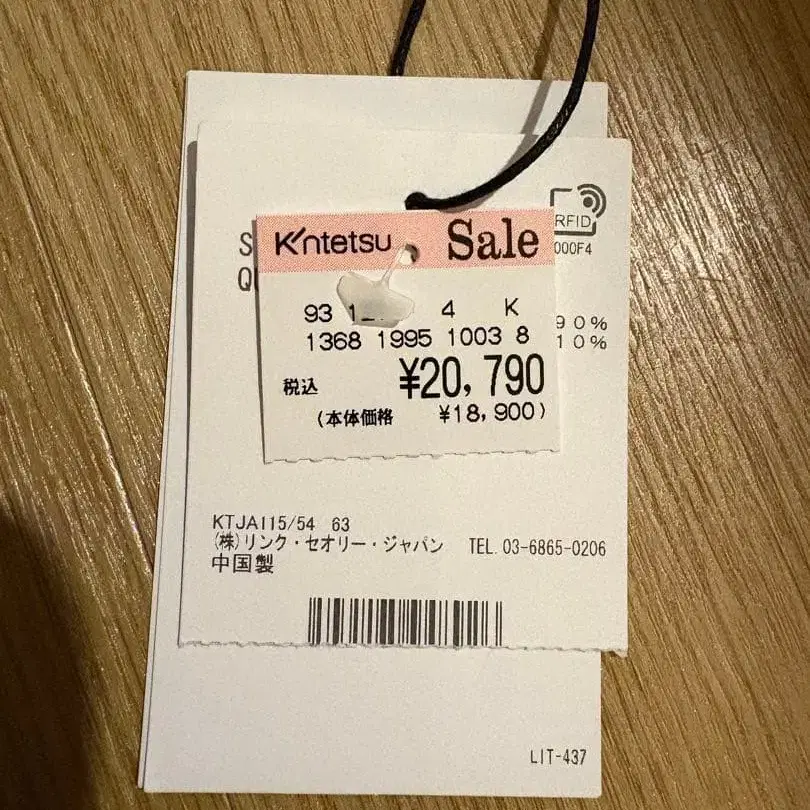 RFID
000F4
Kintetsu Sale
93 4 K
1368 1995 1003 8
90%
10%
税込 ¥20,790
(本体価格 ¥18,900)
KTJA115/54 63
(株)リンク・セオリー・ジャパン TEL. 03-6865-0206
中国製
LIT-437